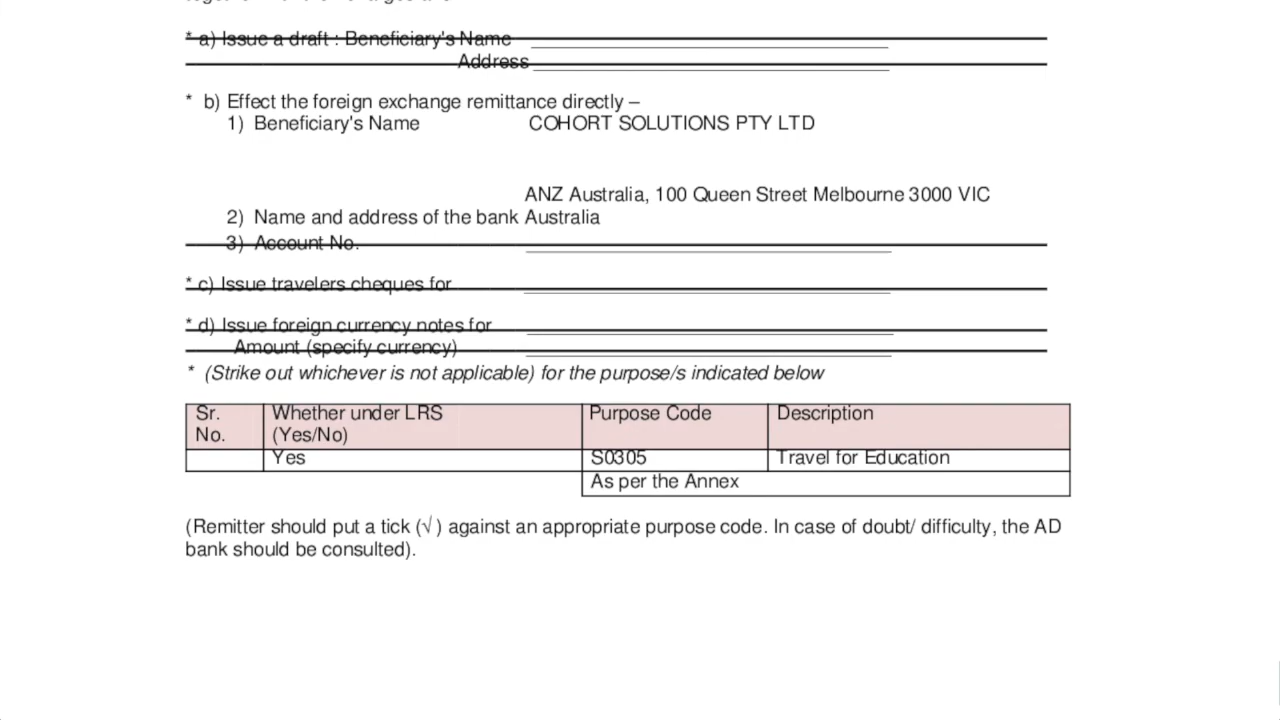 * a) Issue a draft : Beneficiary's Name
Address
* b) Effect the foreign exchange remittance directly –
1) Beneficiary's Name COHORT SOLUTIONS PTY LTD
ANZ Australia, 100 Queen Street Melbourne 3000 VIC
2) Name and address of the bank Australia
3) Account No.
* c) Issue travelers cheques for
* d) Issue foreign currency notes for
Amount (specify currency)
* (Strike out whichever is not applicable) for the purpose/s indicated below
Sr. Whether under LRS Purpose Code Description
No. (Yes/No)
Yes S0305 Travel for Education
As per the Annex
(Remitter should put a tick (√ ) against an appropriate purpose code. In case of doubt/ difficulty, the AD
bank should be consulted).